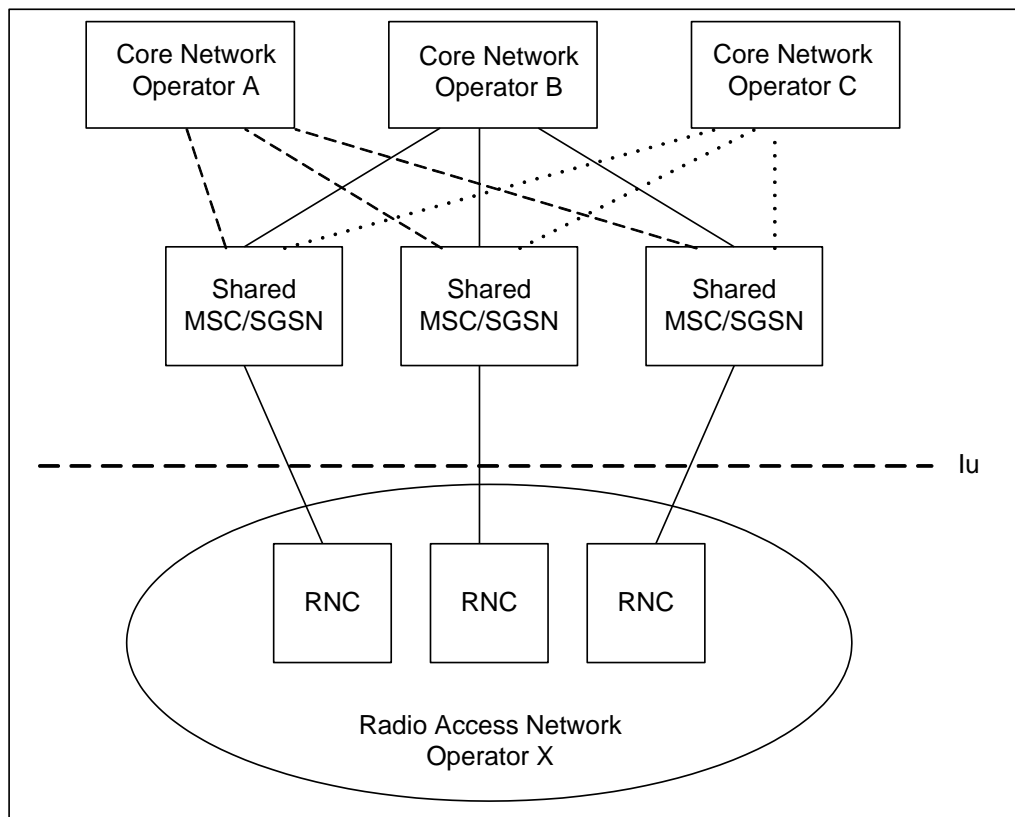 Core Network
Operator A
Core Network
Operator B
Core Network
Operator C
Shared
MSC/SGSN
Shared
MSC/SGSN
Shared
MSC/SGSN
Iu
RNC
RNC
RNC
Radio Access Network
Operator X